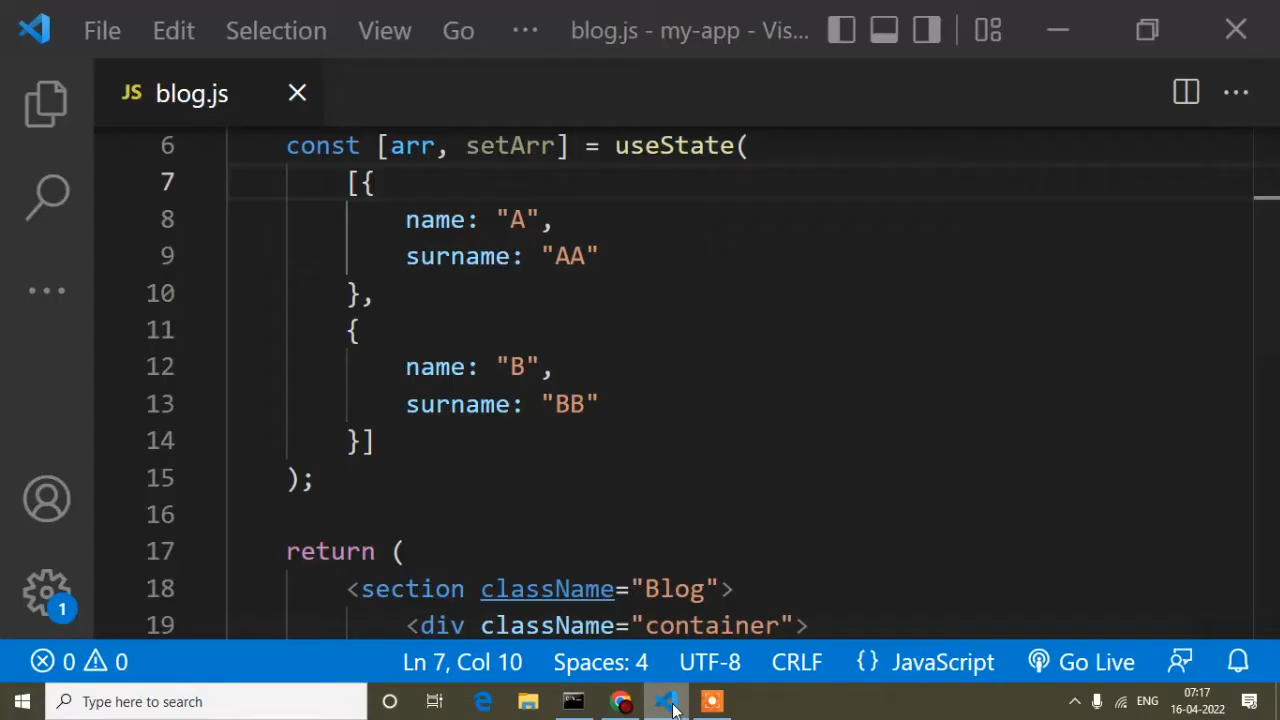 File Edit Selection View Go ··· blog.js - my-app - Vis...
JS blog.js
6 const [arr, setArr] = useState(
7 [{
8 name: "A",
9 surname: "AA"
10 },
11 {
12 name: "B",
13 surname: "BB"
14 }]
15 );
16
17 return (
18 <section className="Blog">
19 <div className="container">
1
0 0 Ln 7, Col 10 Spaces: 4 UTF-8 CRLF {} JavaScript Go Live
Type here to search ENG 07:17
16-04-2022